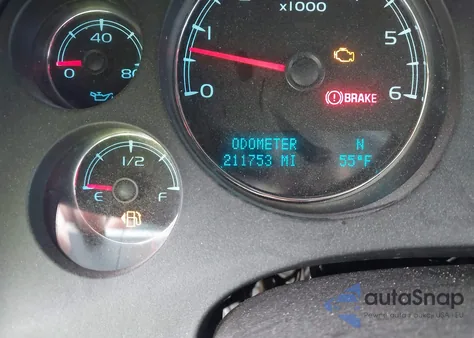 x1000
40
0 80
1 5
0 6
BRAKE
ODOMETER N
211753 MI 55°F
1/2
E F
autoSnap